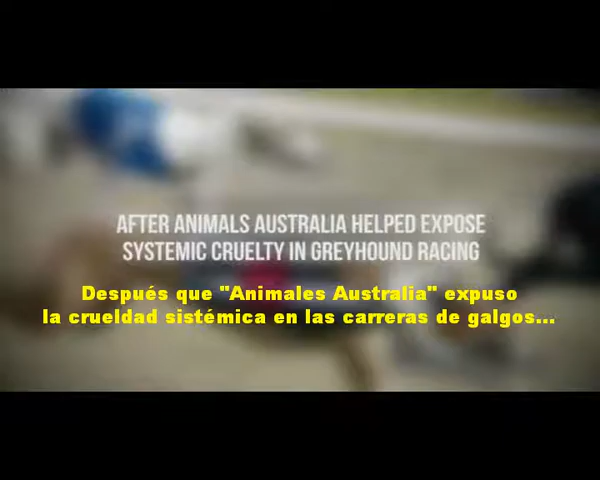 AFTER ANIMALS AUSTRALIA HELPED EXPOSE
SYSTEMIC CRUELTY IN GREYHOUND RACING
Después que "Animales Australia" expuso
la crueldad sistémica en las carreras de galgos...